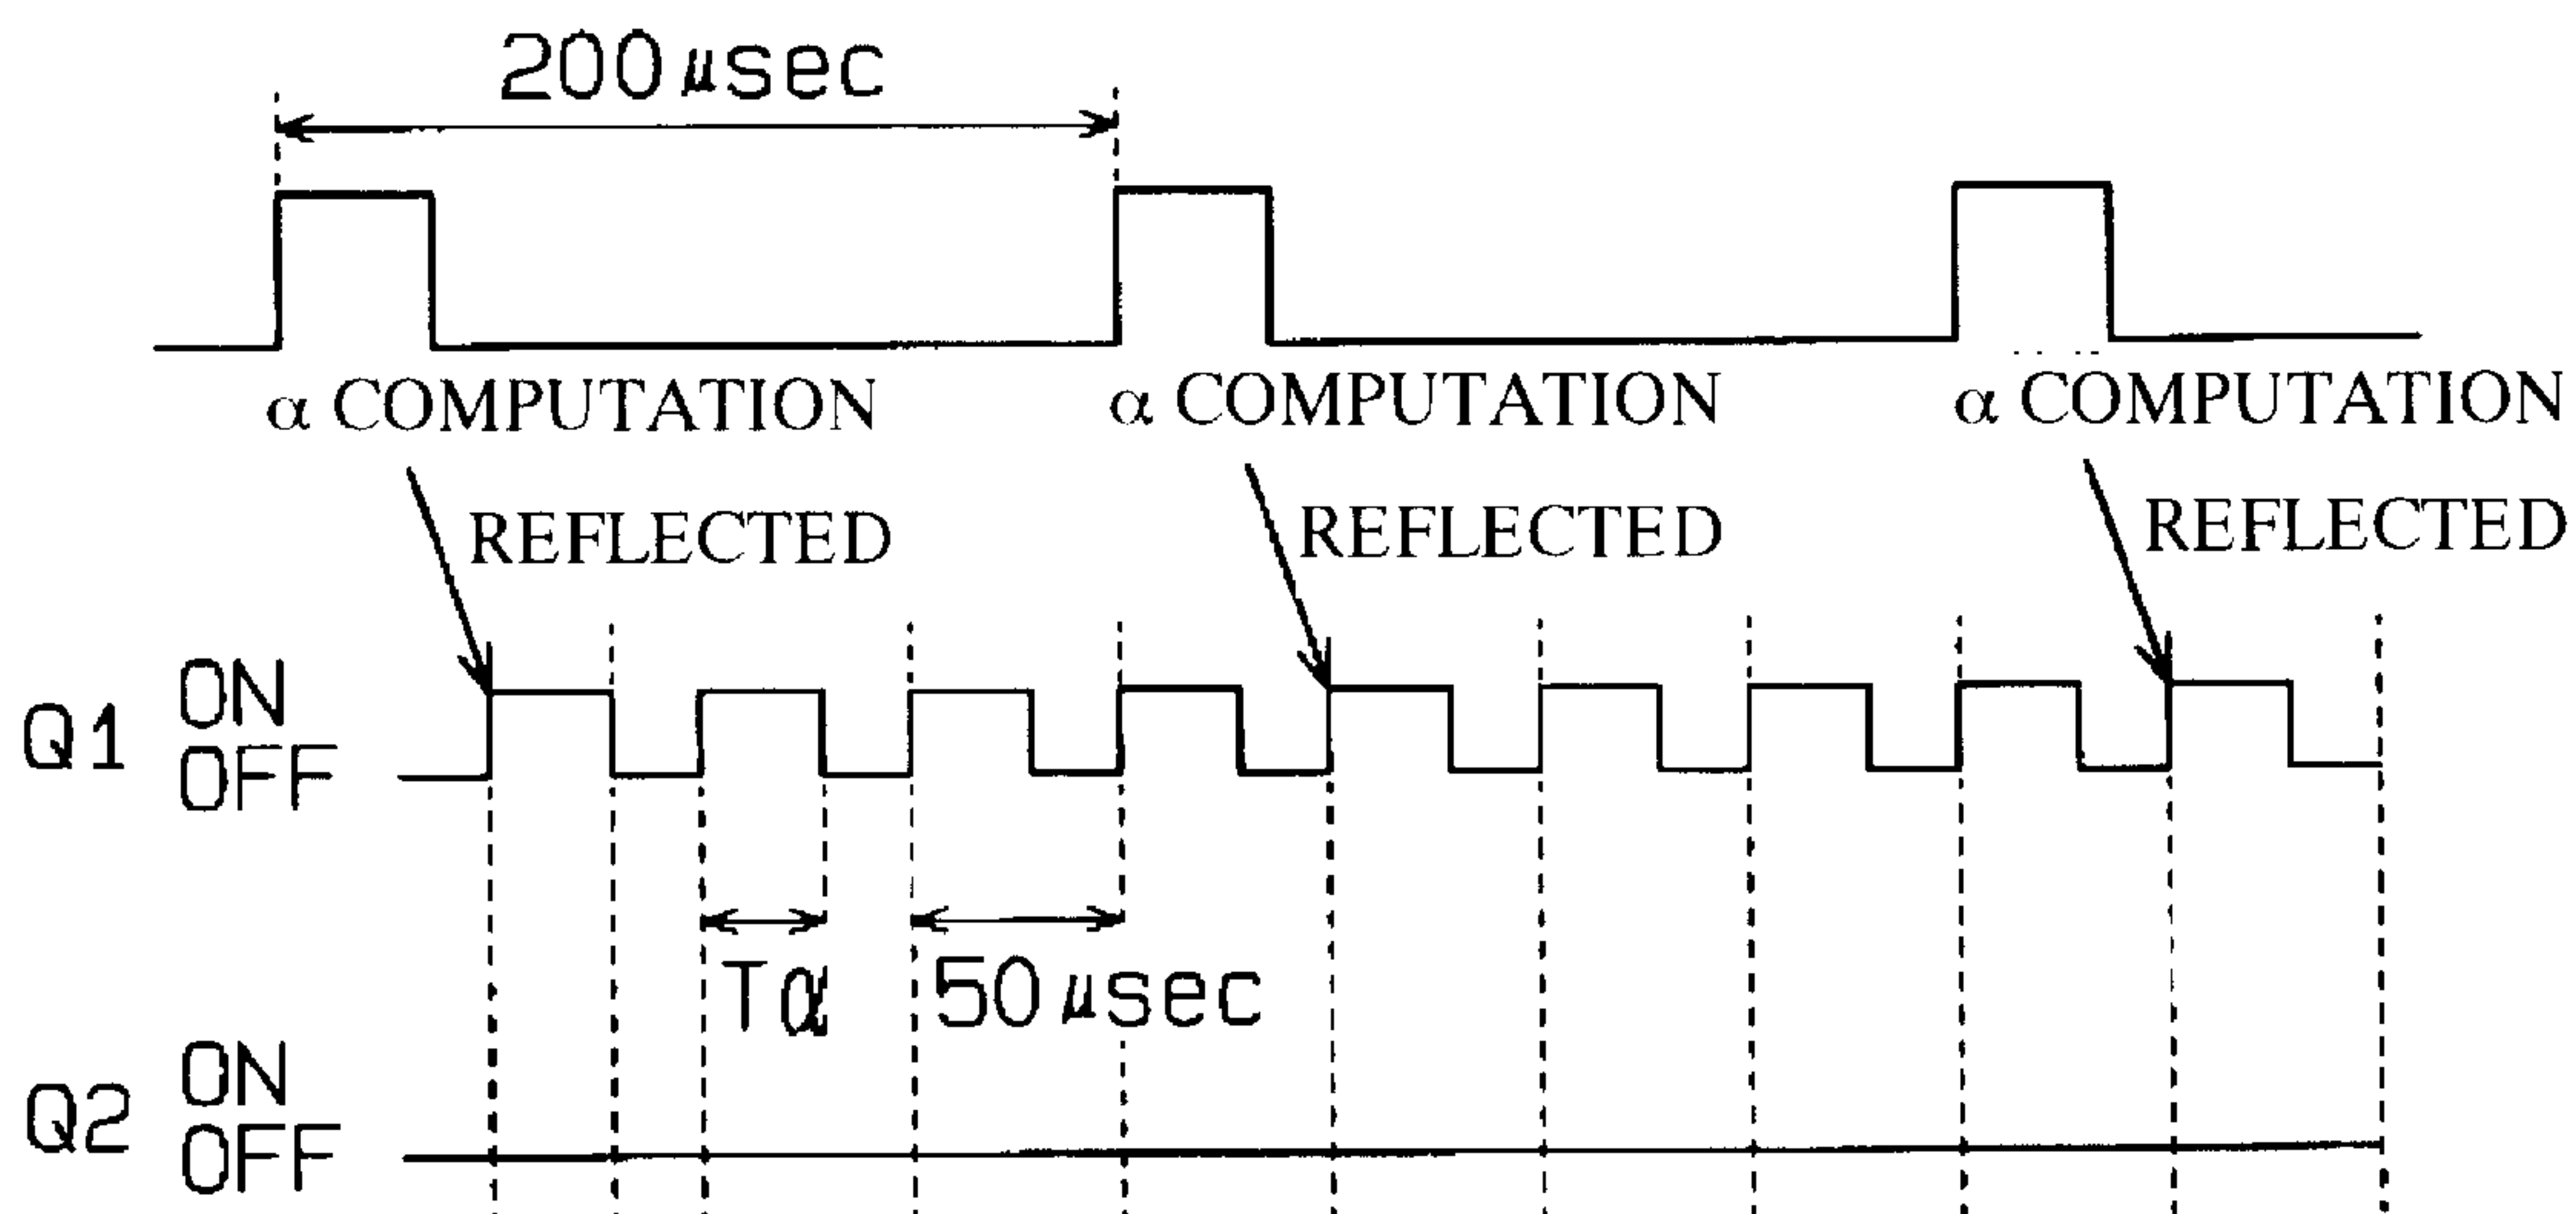 200μsec
α COMPUTATION α COMPUTATION α COMPUTATION
REFLECTED REFLECTED REFLECTED
Q1 ON
OFF
Tα 50μsec
Q2 ON
OFF